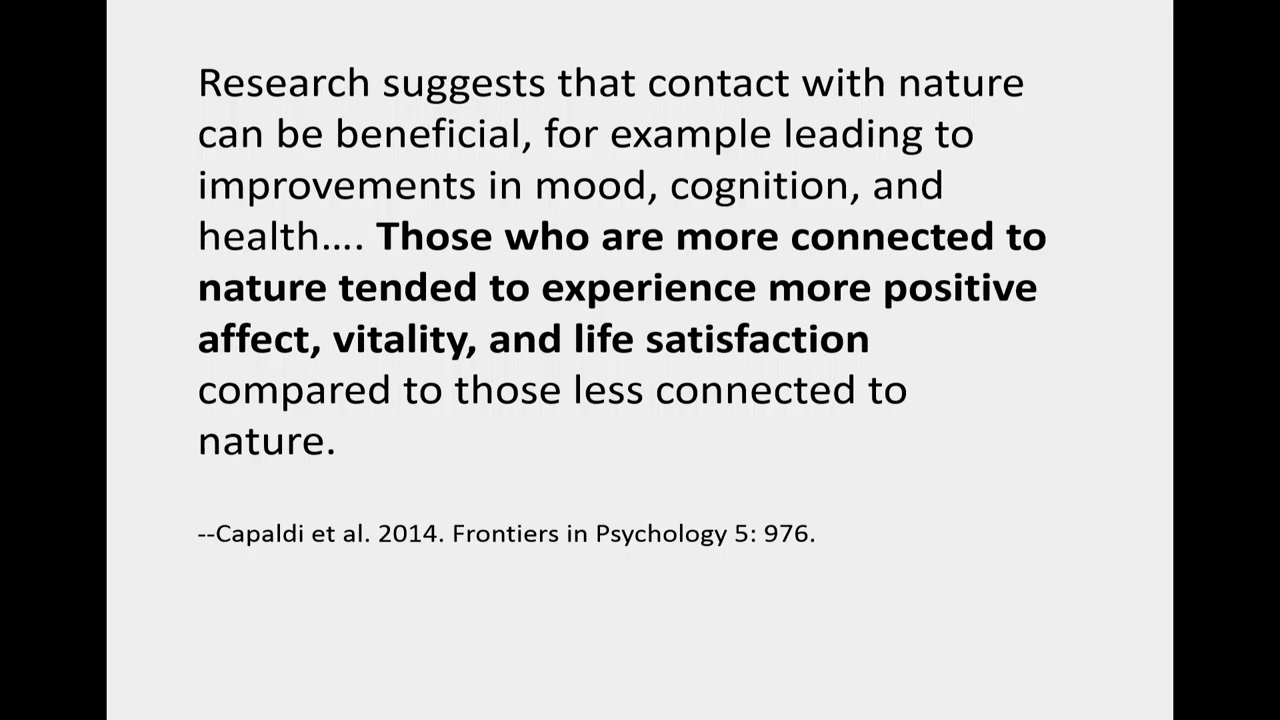 Research suggests that contact with nature
can be beneficial, for example leading to
improvements in mood, cognition, and
health…. Those who are more connected to
nature tended to experience more positive
affect, vitality, and life satisfaction
compared to those less connected to
nature.
--Capaldi et al. 2014. Frontiers in Psychology 5: 976.